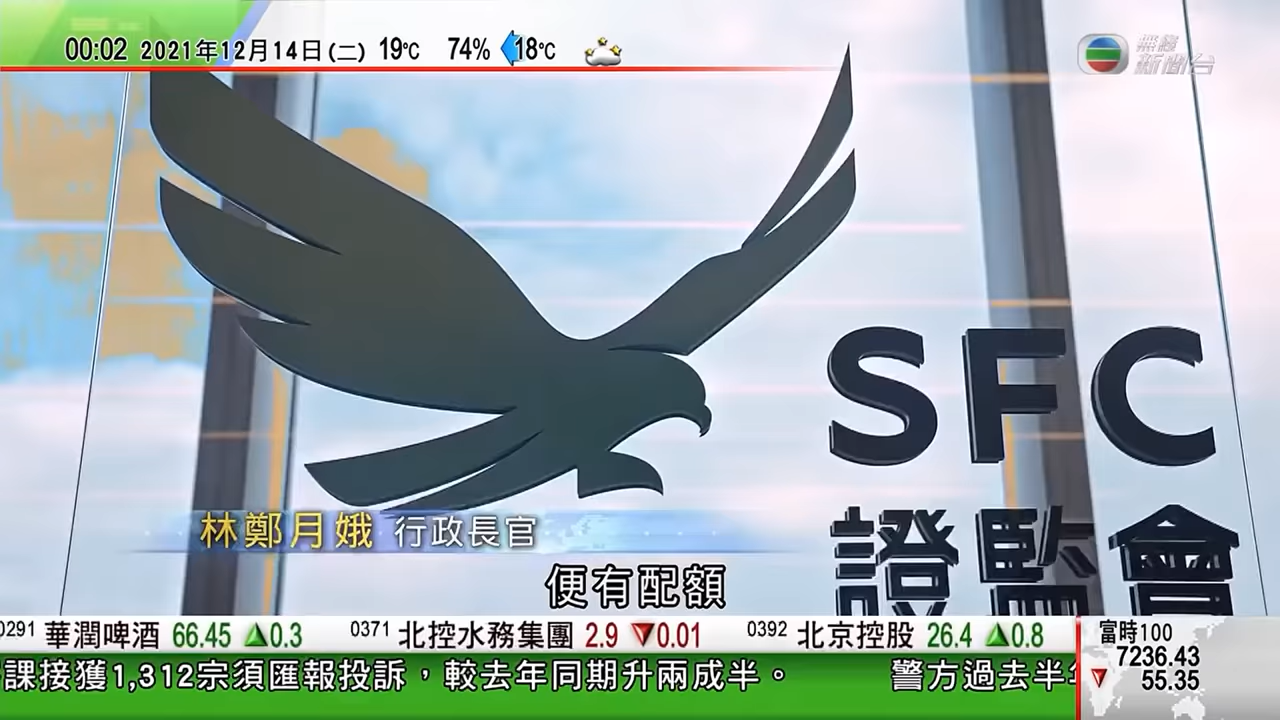 00:02 2021年12月14日(二) 19℃ 74% 18℃
無綫
新聞台
SFC
證監會
林鄭月娥 行政長官
便有配額
0291 華潤啤酒 66.45 ▲0.3 0371 北控水務集團 2.9 ▼0.01 0392 北京控股 26.4 ▲0.8
課接獲1,312宗須匯報投訴，較去年同期升兩成半。 警方過去半年
富時100
7236.43
▼ 55.35